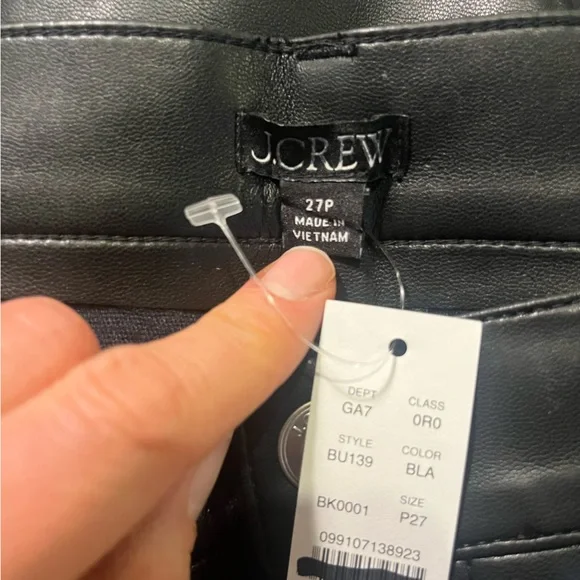 J.CREW
27P
MADE IN
VIETNAM
DEPT CLASS
GA7 0R0
STYLE COLOR
BU139 BLA
SIZE
BK0001 P27
099107138923